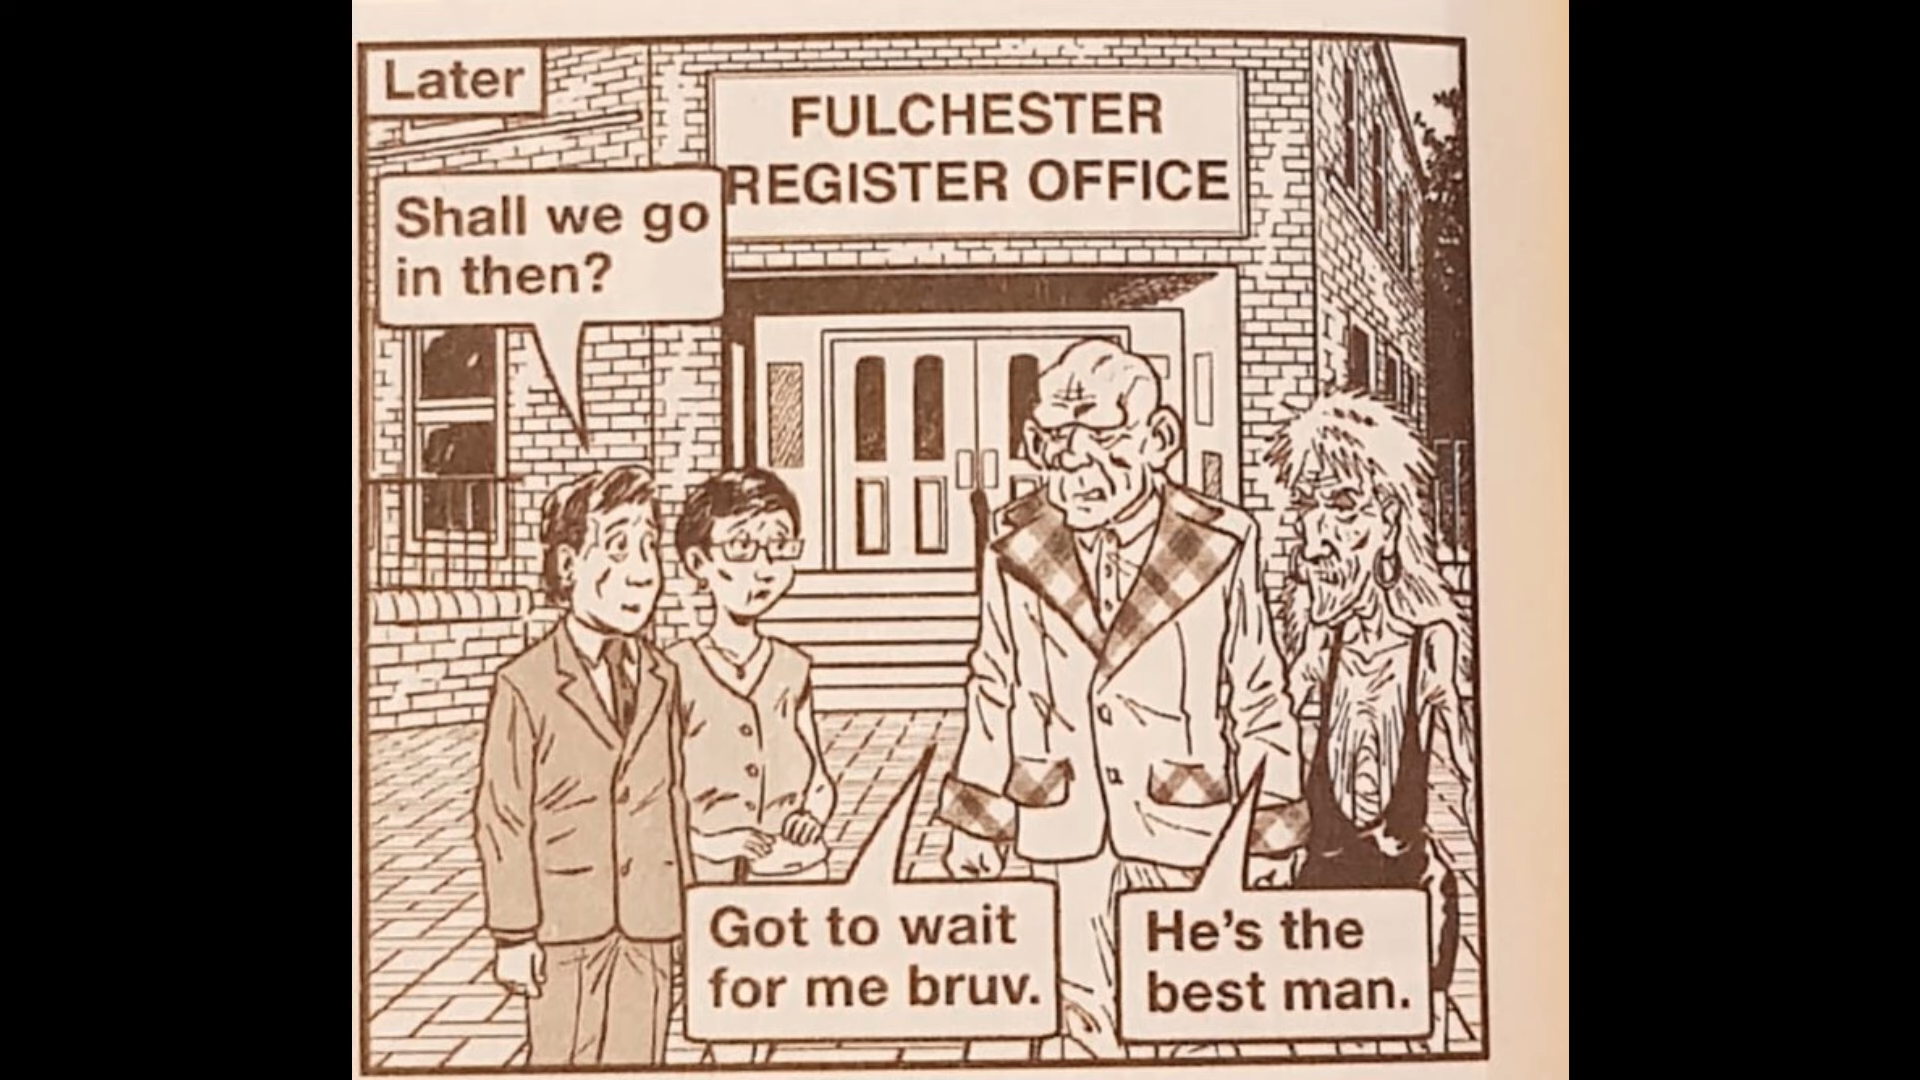 Later
FULCHESTER
REGISTER OFFICE
Shall we go
in then?
Got to wait
for me bruv.
He's the
best man.